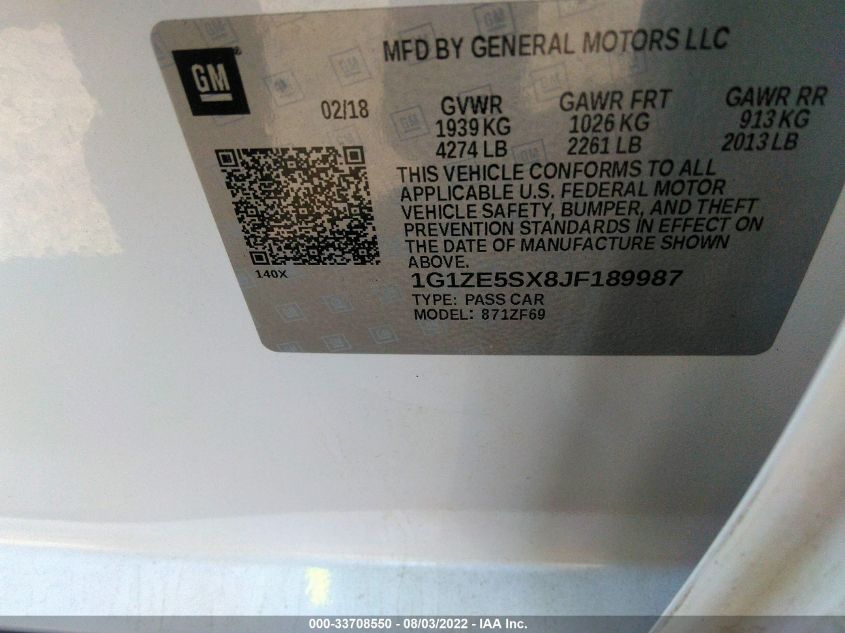 GM
MFD BY GENERAL MOTORS LLC
02/18
GVWR
1939 KG
4274 LB
GAWR FRT
1026 KG
2261 LB
GAWR RR
913 KG
2013 LB
THIS VEHICLE CONFORMS TO ALL
APPLICABLE U.S. FEDERAL MOTOR
VEHICLE SAFETY, BUMPER, AND THEFT
PREVENTION STANDARDS IN EFFECT ON
THE DATE OF MANUFACTURE SHOWN
ABOVE.
140X
1G1ZE5SX8JF189987
TYPE: PASS CAR
MODEL: 871ZF69
000-33708550 - 08/03/2022 - IAA Inc.